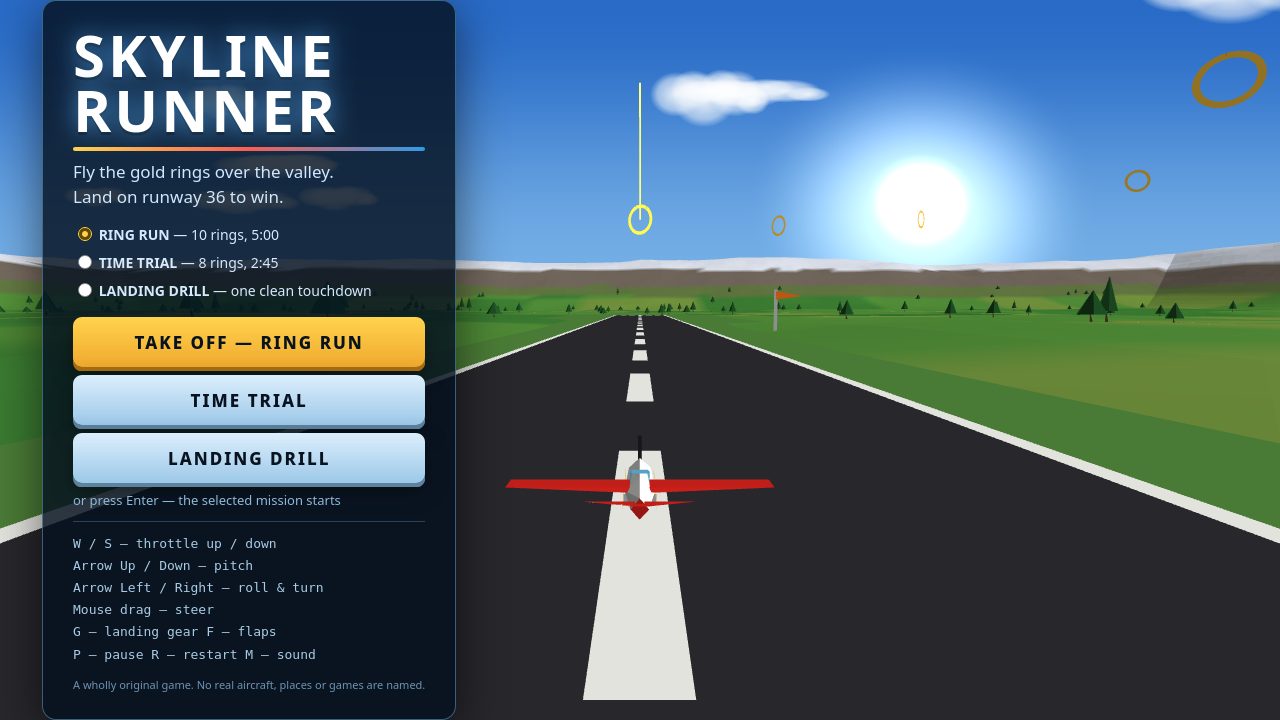 SKYLINE
RUNNER
Fly the gold rings over the valley.
Land on runway 36 to win.
RING RUN — 10 rings, 5:00
TIME TRIAL — 8 rings, 2:45
LANDING DRILL — one clean touchdown
TAKE OFF — RING RUN
TIME TRIAL
LANDING DRILL
or press Enter — the selected mission starts
W / S — throttle up / down
Arrow Up / Down — pitch
Arrow Left / Right — roll & turn
Mouse drag — steer
G — landing gear F — flaps
P — pause R — restart M — sound
A wholly original game. No real aircraft, places or games are named.